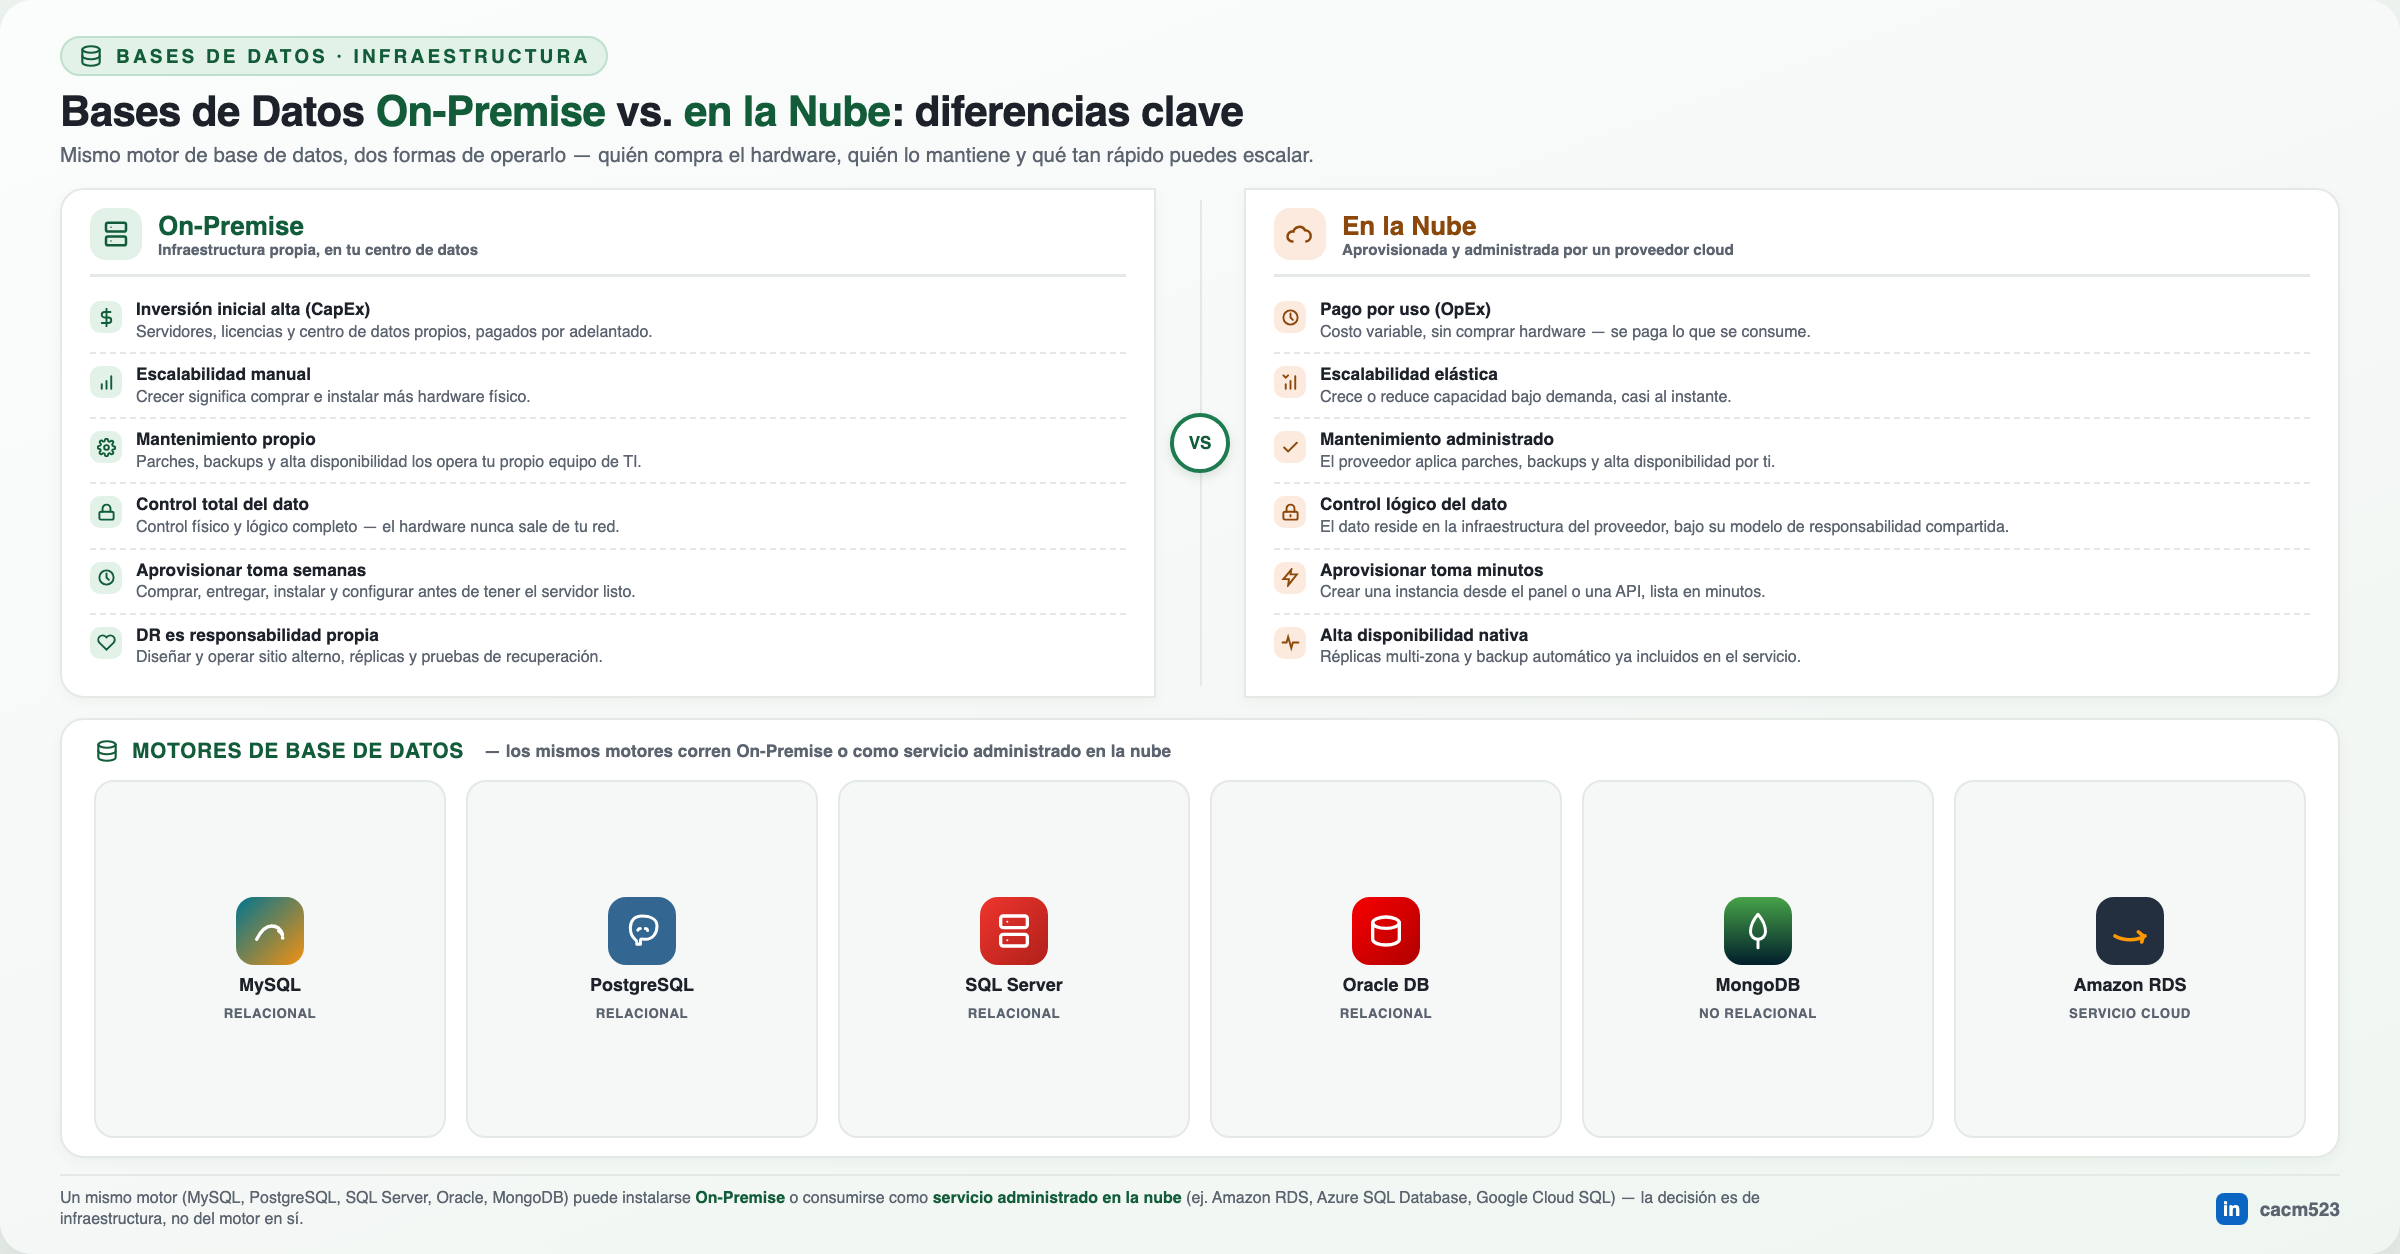 BASES DE DATOS · INFRAESTRUCTURA
Bases de Datos On-Premise vs. en la Nube: diferencias clave
Mismo motor de base de datos, dos formas de operarlo — quién compra el hardware, quién lo mantiene y qué tan rápido puedes escalar.
On-Premise
Infraestructura propia, en tu centro de datos
Inversión inicial alta (CapEx)
Servidores, licencias y centro de datos propios, pagados por adelantado.
Escalabilidad manual
Crecer significa comprar e instalar más hardware físico.
Mantenimiento propio
Parches, backups y alta disponibilidad los opera tu propio equipo de TI.
Control total del dato
Control físico y lógico completo — el hardware nunca sale de tu red.
Aprovisionar toma semanas
Comprar, entregar, instalar y configurar antes de tener el servidor listo.
DR es responsabilidad propia
Diseñar y operar sitio alterno, réplicas y pruebas de recuperación.
VS
En la Nube
Aprovisionada y administrada por un proveedor cloud
Pago por uso (OpEx)
Costo variable, sin comprar hardware — se paga lo que se consume.
Escalabilidad elástica
Crece o reduce capacidad bajo demanda, casi al instante.
Mantenimiento administrado
El proveedor aplica parches, backups y alta disponibilidad por ti.
Control lógico del dato
El dato reside en la infraestructura del proveedor, bajo su modelo de responsabilidad compartida.
Aprovisionar toma minutos
Crear una instancia desde el panel o una API, lista en minutos.
Alta disponibilidad nativa
Réplicas multi-zona y backup automático ya incluidos en el servicio.
MOTORES DE BASE DE DATOS — los mismos motores corren On-Premise o como servicio administrado en la nube
MySQL
RELACIONAL
PostgreSQL
RELACIONAL
SQL Server
RELACIONAL
Oracle DB
RELACIONAL
MongoDB
NO RELACIONAL
Amazon RDS
SERVICIO CLOUD
Un mismo motor (MySQL, PostgreSQL, SQL Server, Oracle, MongoDB) puede instalarse On-Premise o consumirse como servicio administrado en la nube (ej. Amazon RDS, Azure SQL Database, Google Cloud SQL) — la decisión es de
infraestructura, no del motor en sí.
in cacm523